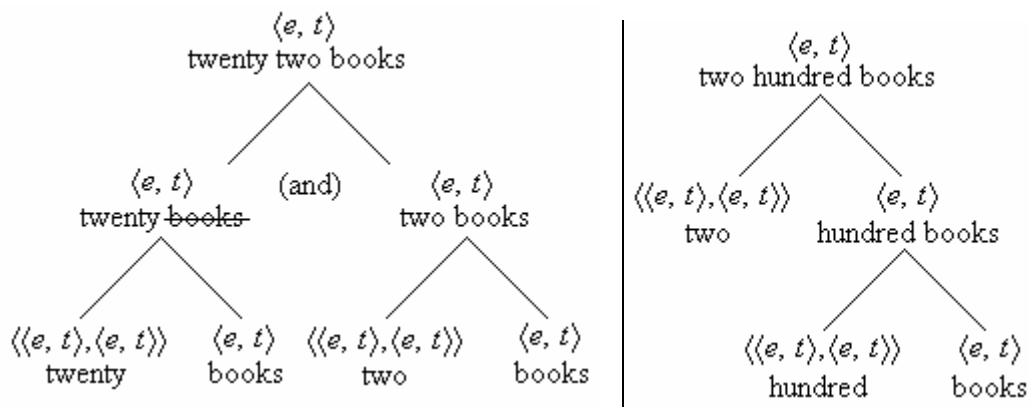 ⟨e, t⟩
twenty two books
⟨e, t⟩ (and) ⟨e, t⟩
twenty books two books
⟨⟨e, t⟩,⟨e, t⟩⟩ ⟨e, t⟩ ⟨⟨e, t⟩,⟨e, t⟩⟩ ⟨e, t⟩
twenty books two books
⟨e, t⟩
two hundred books
⟨⟨e, t⟩,⟨e, t⟩⟩ ⟨e, t⟩
two hundred books
⟨⟨e, t⟩,⟨e, t⟩⟩ ⟨e, t⟩
hundred books